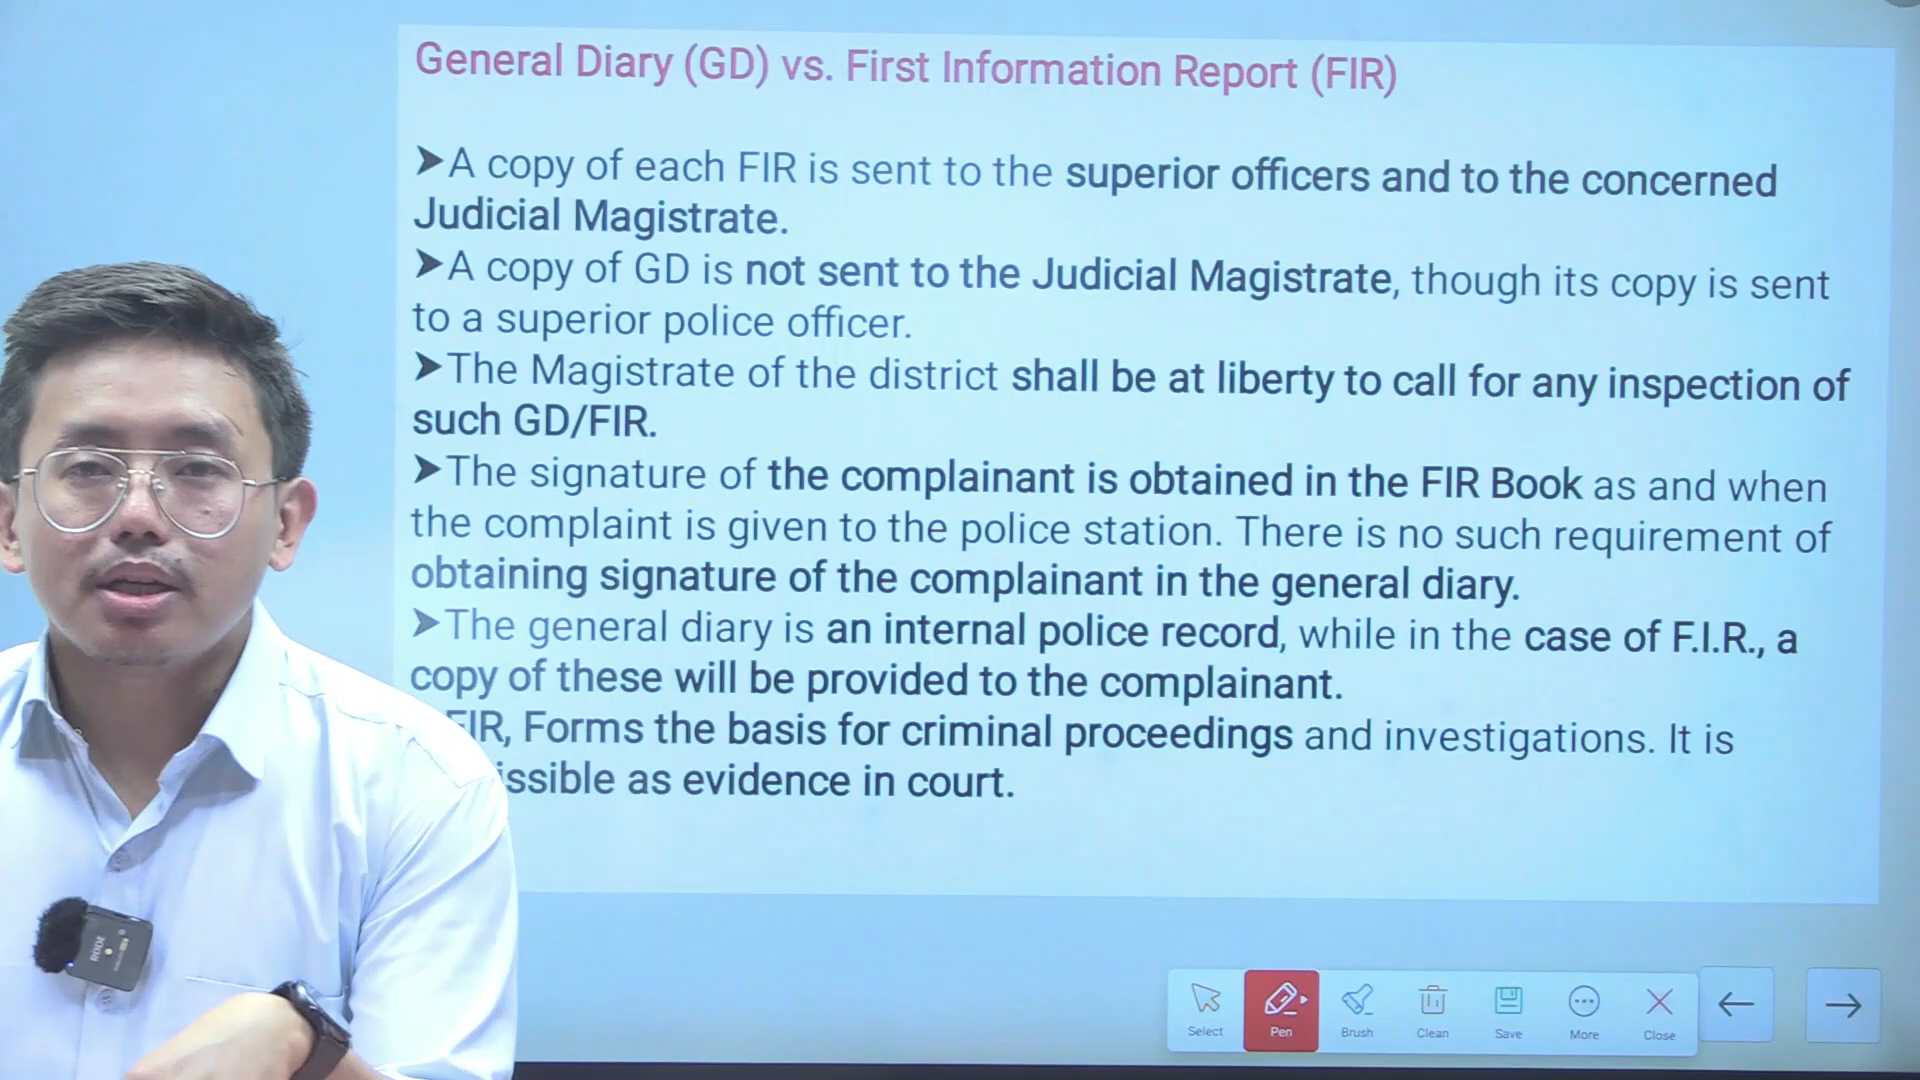 General Diary (GD) vs. First Information Report (FIR)
➤A copy of each FIR is sent to the superior officers and to the concerned
Judicial Magistrate.
➤A copy of GD is not sent to the Judicial Magistrate, though its copy is sent
to a superior police officer.
➤The Magistrate of the district shall be at liberty to call for any inspection of
such GD/FIR.
➤The signature of the complainant is obtained in the FIR Book as and when
the complaint is given to the police station. There is no such requirement of
obtaining signature of the complainant in the general diary.
➤The general diary is an internal police record, while in the case of F.I.R., a
copy of these will be provided to the complainant.
FIR, Forms the basis for criminal proceedings and investigations. It is
issible as evidence in court.
RODE
Select Pen Brush Clean Save More Close